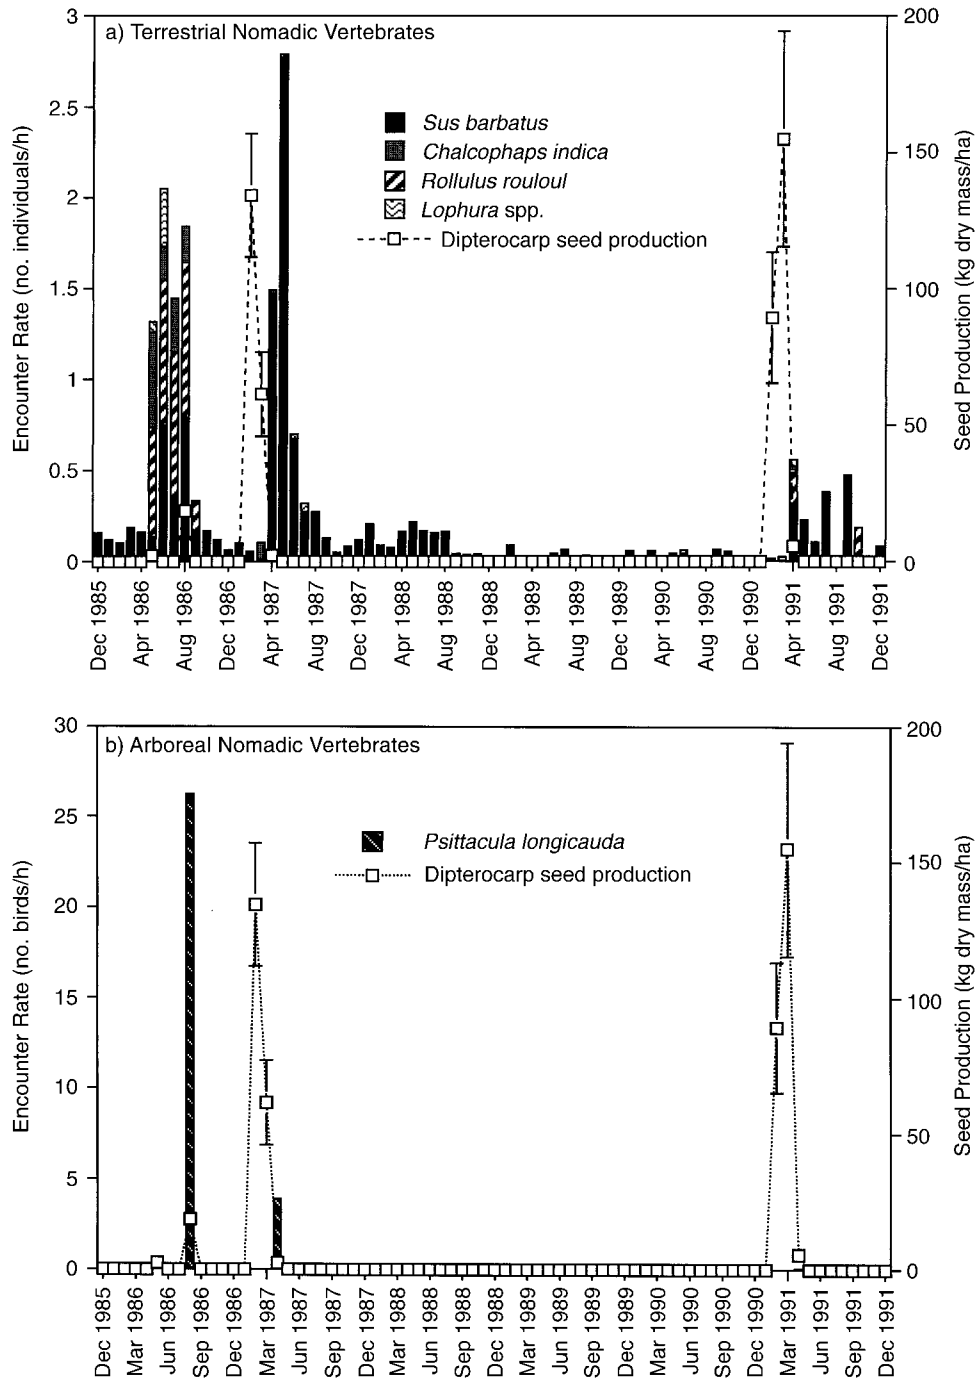 a) Terrestrial Nomadic Vertebrates
3
2.5
2
1.5
1
0.5
0
Encounter Rate (no. individuals/h)
200
150
100
50
0
Seed Production (kg dry mass/ha)
Sus barbatus
Chalcophaps indica
Rollulus rouloul
Lophura spp.
Dipterocarp seed production
Dec 1985
Apr 1986
Aug 1986
Dec 1986
Apr 1987
Aug 1987
Dec 1987
Apr 1988
Aug 1988
Dec 1988
Apr 1989
Aug 1989
Dec 1989
Apr 1990
Aug 1990
Dec 1990
Apr 1991
Aug 1991
Dec 1991
b) Arboreal Nomadic Vertebrates
30
25
20
15
10
5
0
Encounter Rate (no. birds/h)
200
150
100
50
0
Seed Production (kg dry mass/ha)
Psittacula longicauda
Dipterocarp seed production
Dec 1985
Mar 1986
Jun 1986
Sep 1986
Dec 1986
Mar 1987
Jun 1987
Sep 1987
Dec 1987
Mar 1988
Jun 1988
Sep 1988
Dec 1988
Mar 1989
Jun 1989
Sep 1989
Dec 1989
Mar 1990
Jun 1990
Sep 1990
Dec 1990
Mar 1991
Jun 1991
Sep 1991
Dec 1991